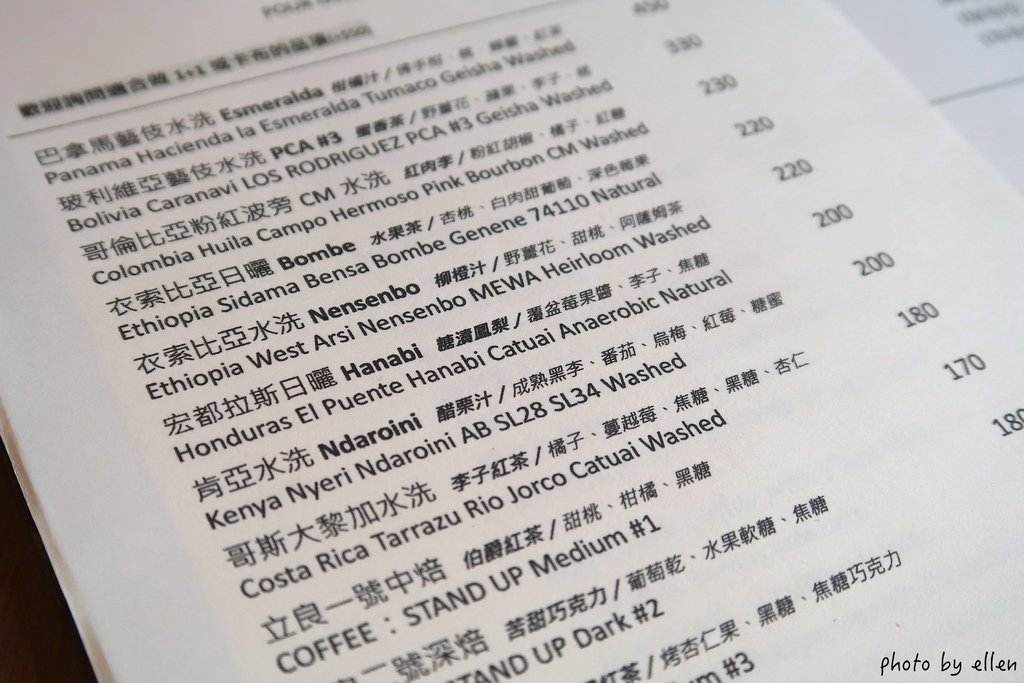 POUR
歡迎詢問適合做 1+1 或卡布的品項(+50)
450
巴拿馬藝伎水洗 Esmeralda 柑橘汁 /
Panama Hacienda la Esmeralda Tumaco Geisha Washed
330
玻利維亞藝伎水洗 PCA #3 蜜香茶 / 野薑花、蘋果、李子、
Bolivia Caranavi LOS RODRIGUEZ PCA #3 Geisha Washed
230
哥倫比亞粉紅波旁 CM 水洗 紅肉李 / 粉紅胡椒、橘子、紅糖
Colombia Huila Campo Hermoso Pink Bourbon CM Washed
220
衣索比亞日曬 Bombe 水果茶 / 杏桃、白肉甜葡萄、深色莓果
Ethiopia Sidama Bensa Bombe Genene 74110 Natural
220
衣索比亞水洗 Nensenbo 柳橙汁 / 野薑花、甜桃、阿薩姆茶
Ethiopia West Arsi Nensenbo MEWA Heirloom Washed
200
宏都拉斯日曬 Hanabi 糖漬鳳梨 / 覆盆莓果醬、李子、焦糖
Honduras El Puente Hanabi Catuai Anaerobic Natural
200
肯亞水洗 Ndaroini 醋栗汁 / 成熟黑李、番茄、烏梅、紅莓、糖蜜
Kenya Nyeri Ndaroini AB SL28 SL34 Washed
180
哥斯大黎加水洗 李子紅茶 / 橘子、蔓越莓、焦糖、黑糖、杏仁
Costa Rica Tarrazu Rio Jorco Catuai Washed
170
立良一號中焙 伯爵紅茶 / 甜桃、柑橘、黑糖
COFFEE：STAND UP Medium #1
180
二號深焙 苦甜巧克力 / 葡萄乾、水果軟糖、焦糖
STAND UP Dark #2
紅茶 / 烤杏仁果、黑糖、焦糖巧克力
#3
photo by ellen